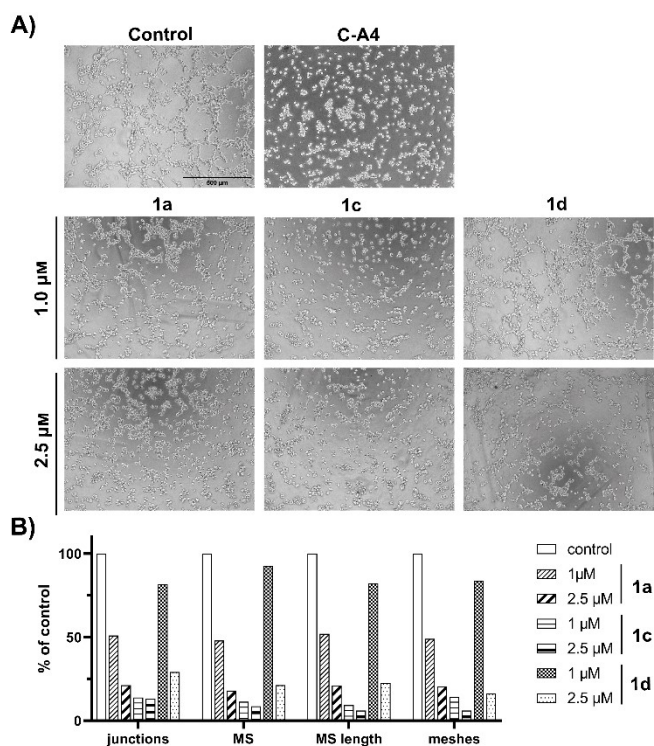 A)
Control
C-A4
500 µm
1a
1c
1d
1.0 µM
2.5 µM
B)
% of control
100
50
0
junctions
MS
MS length
meshes
control
1µM
2.5 µM
1a
1 µM
2.5 µM
1c
1 µM
2.5 µM
1d